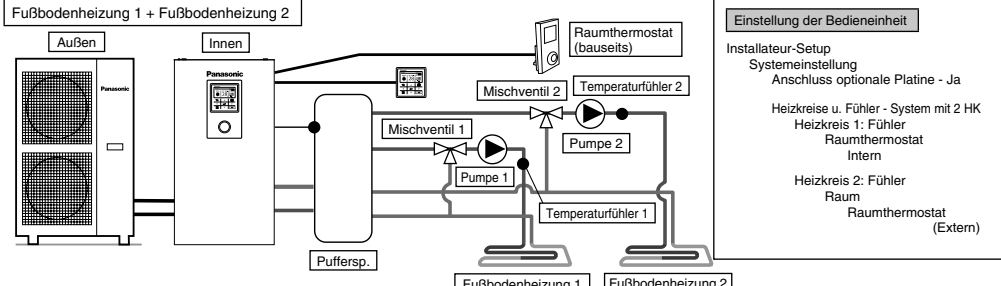 Fußbodenheizung 1 + Fußbodenheizung 2
Außen
Innen
Panasonic
Panasonic
Raumthermostat
(bauseits)
Mischventil 2
Temperaturfühler 2
Mischventil 1
Pumpe 2
Pumpe 1
Temperaturfühler 1
Puffersp.
Fußbodenheizung 1
Fußbodenheizung 2
Einstellung der Bedieneinheit
Installateur-Setup
Systemeinstellung
Anschluss optionale Platine - Ja
Heizkreise u. Fühler - System mit 2 HK
Heizkreis 1: Fühler
Raumthermostat
Intern
Heizkreis 2: Fühler
Raum
Raumthermostat
(Extern)